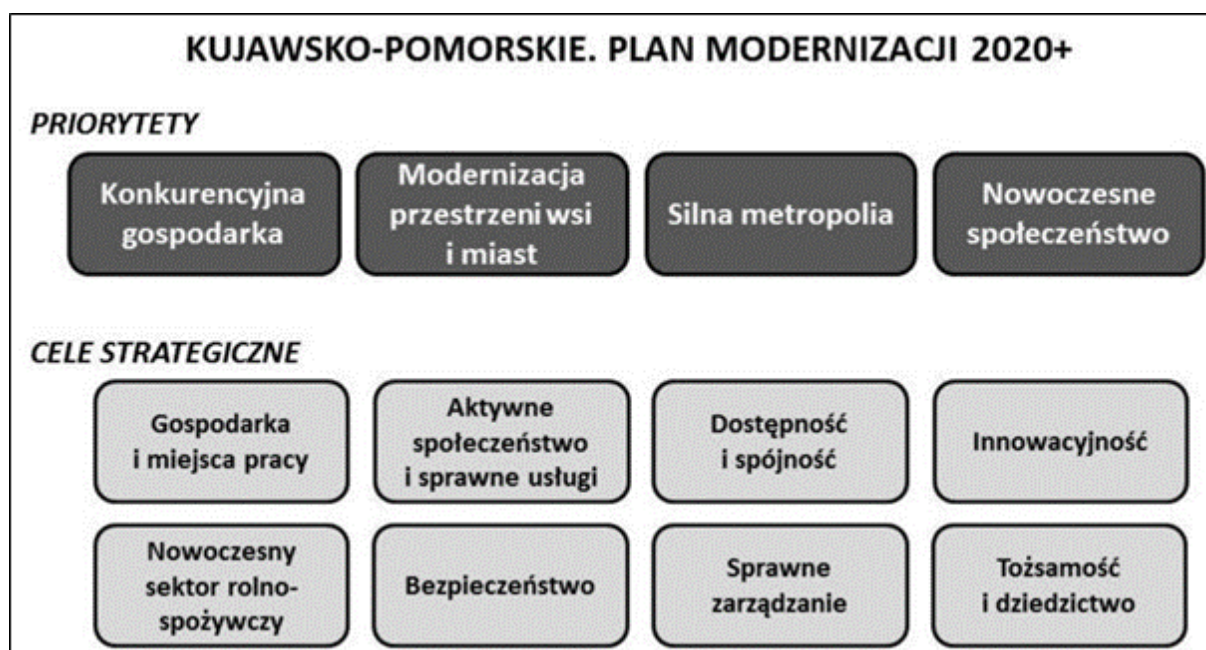 KUJAWSKO-POMORSKIE. PLAN MODERNIZACJI 2020+
PRIORYTETY
Konkurencyjna
gospodarka
Modernizacja
przestrzeni wsi
i miast
Silna metropolia
Nowoczesne
społeczeństwo
CELE STRATEGICZNE
Gospodarka
i miejsca pracy
Aktywne
społeczeństwo
i sprawne usługi
Dostępność
i spójność
Innowacyjność
Nowoczesny
sektor rolno-
spożywczy
Bezpieczeństwo
Sprawne
zarządzanie
Tożsamość
i dziedzictwo